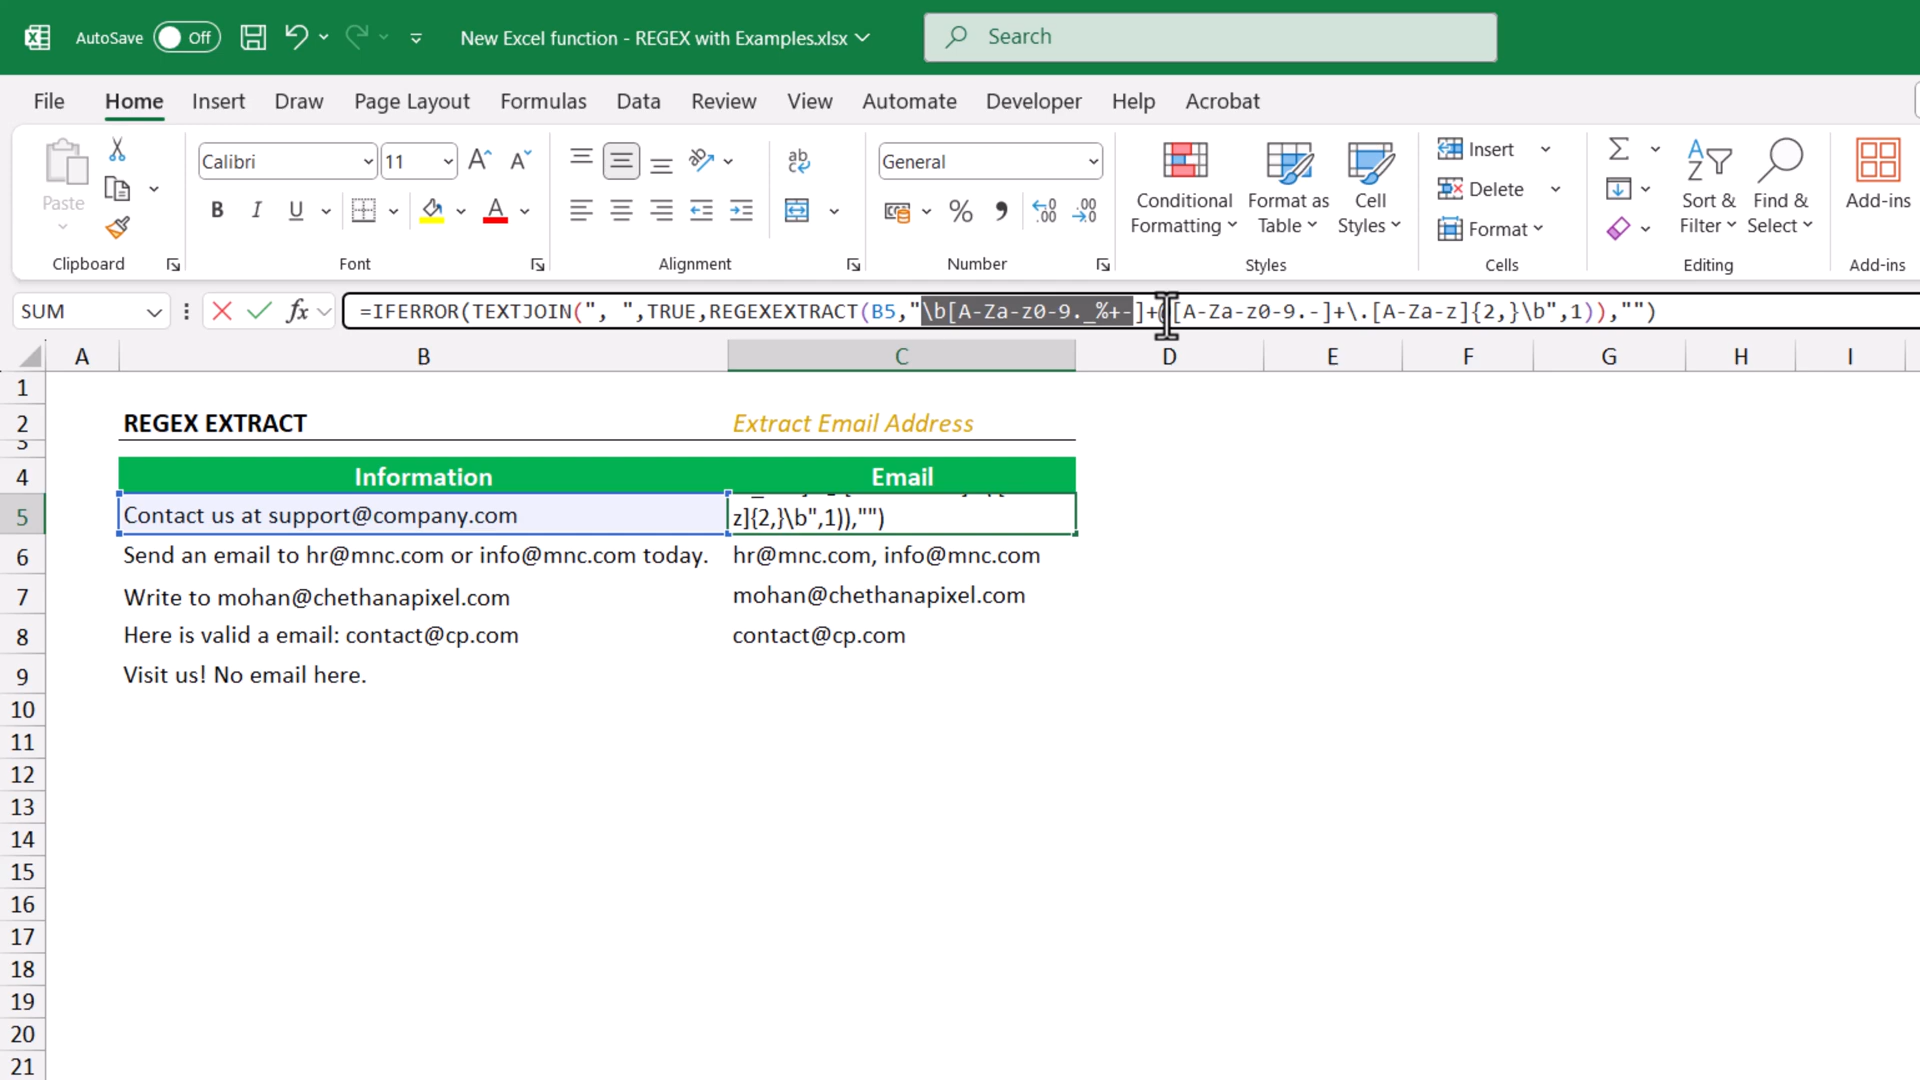 AutoSave Off New Excel function - REGEX with Examples.xlsx Search
File Home Insert Draw Page Layout Formulas Data Review View Automate Developer Help Acrobat
Paste
Clipboard
Calibri 11 A A
B I U A
Font
ab
Alignment
General
% .00
Number
Conditional Formatting
Format as Table
Cell Styles
Styles
Insert
Delete
Format
Cells
Sort & Filter
Find & Select
Editing
Add-ins
Add-ins
SUM fx =IFERROR(TEXTJOIN(", ",TRUE,REGEXEXTRACT(B5,"\b[A-Za-z0-9._%+-]+@[A-Za-z0-9.-]+\.[A-Za-z]{2,}\b",1)),"")
A B C D E F G H I
1
2 REGEX EXTRACT Extract Email Address
3
4 Information Email
5 Contact us at support@company.com z]{2,}\b",1)),"")
6 Send an email to hr@mnc.com or info@mnc.com today. hr@mnc.com, info@mnc.com
7 Write to mohan@chethanapixel.com mohan@chethanapixel.com
8 Here is valid a email: contact@cp.com contact@cp.com
9 Visit us! No email here.
10
11
12
13
14
15
16
17
18
19
20
21